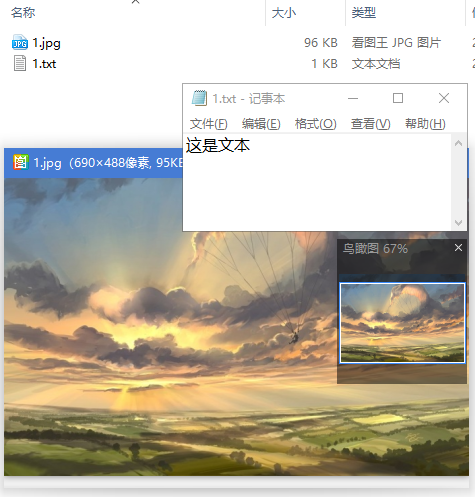 名称 大小 类型
1.jpg 96 KB 看图王 JPG 图片
1.txt 1 KB 文本文档
1.txt - 记事本
文件(F) 编辑(E) 格式(O) 查看(V) 帮助(H)
这是文本
1.jpg（690×488像素, 95KB
鸟瞰图 67%